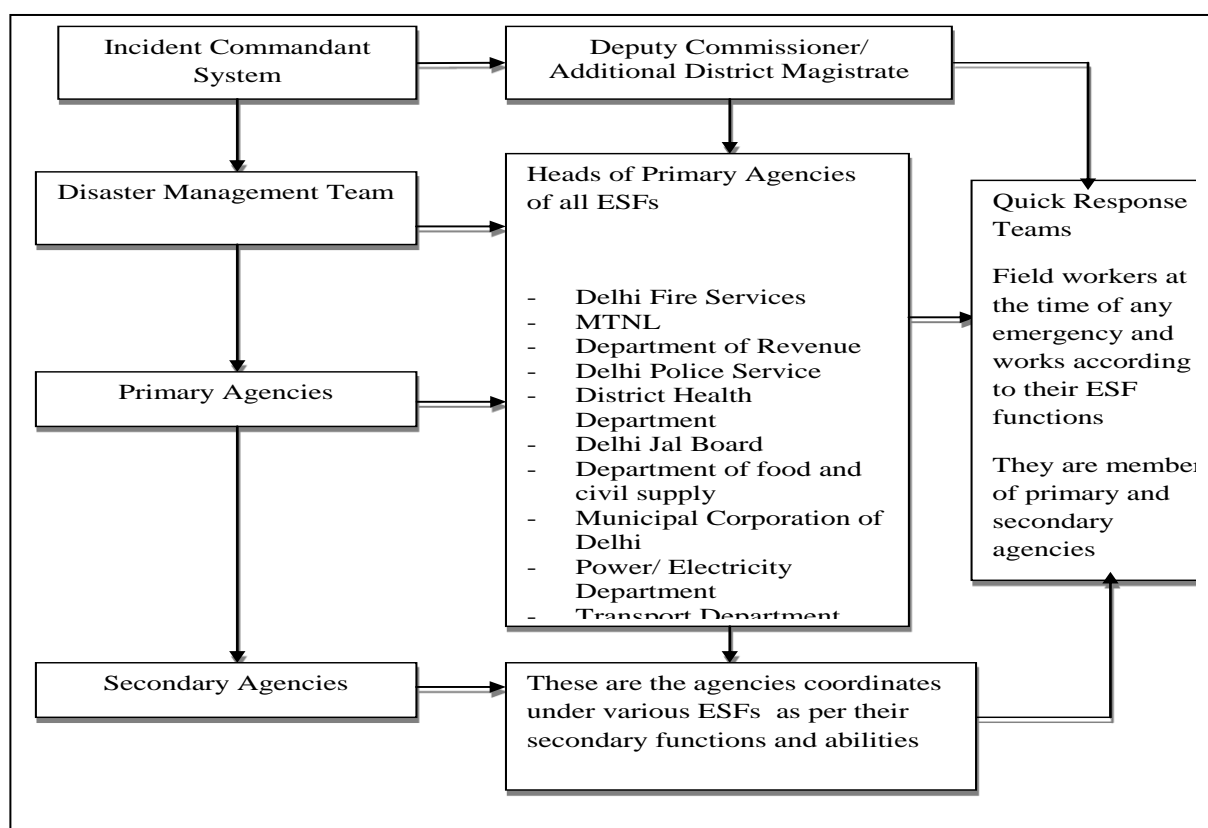 Incident Commandant
System
Deputy Commissioner/
Additional District Magistrate
Disaster Management Team
Heads of Primary Agencies
of all ESFs
- Delhi Fire Services
- MTNL
- Department of Revenue
- Delhi Police Service
- District Health
Department
- Delhi Jal Board
- Department of food and
civil supply
- Municipal Corporation of
Delhi
- Power/ Electricity
Department
- Transport Department
Quick Response
Teams
Field workers at
the time of any
emergency and
works according
to their ESF
functions
They are member
of primary and
secondary
agencies
Primary Agencies
Secondary Agencies
These are the agencies coordinates
under various ESFs as per their
secondary functions and abilities